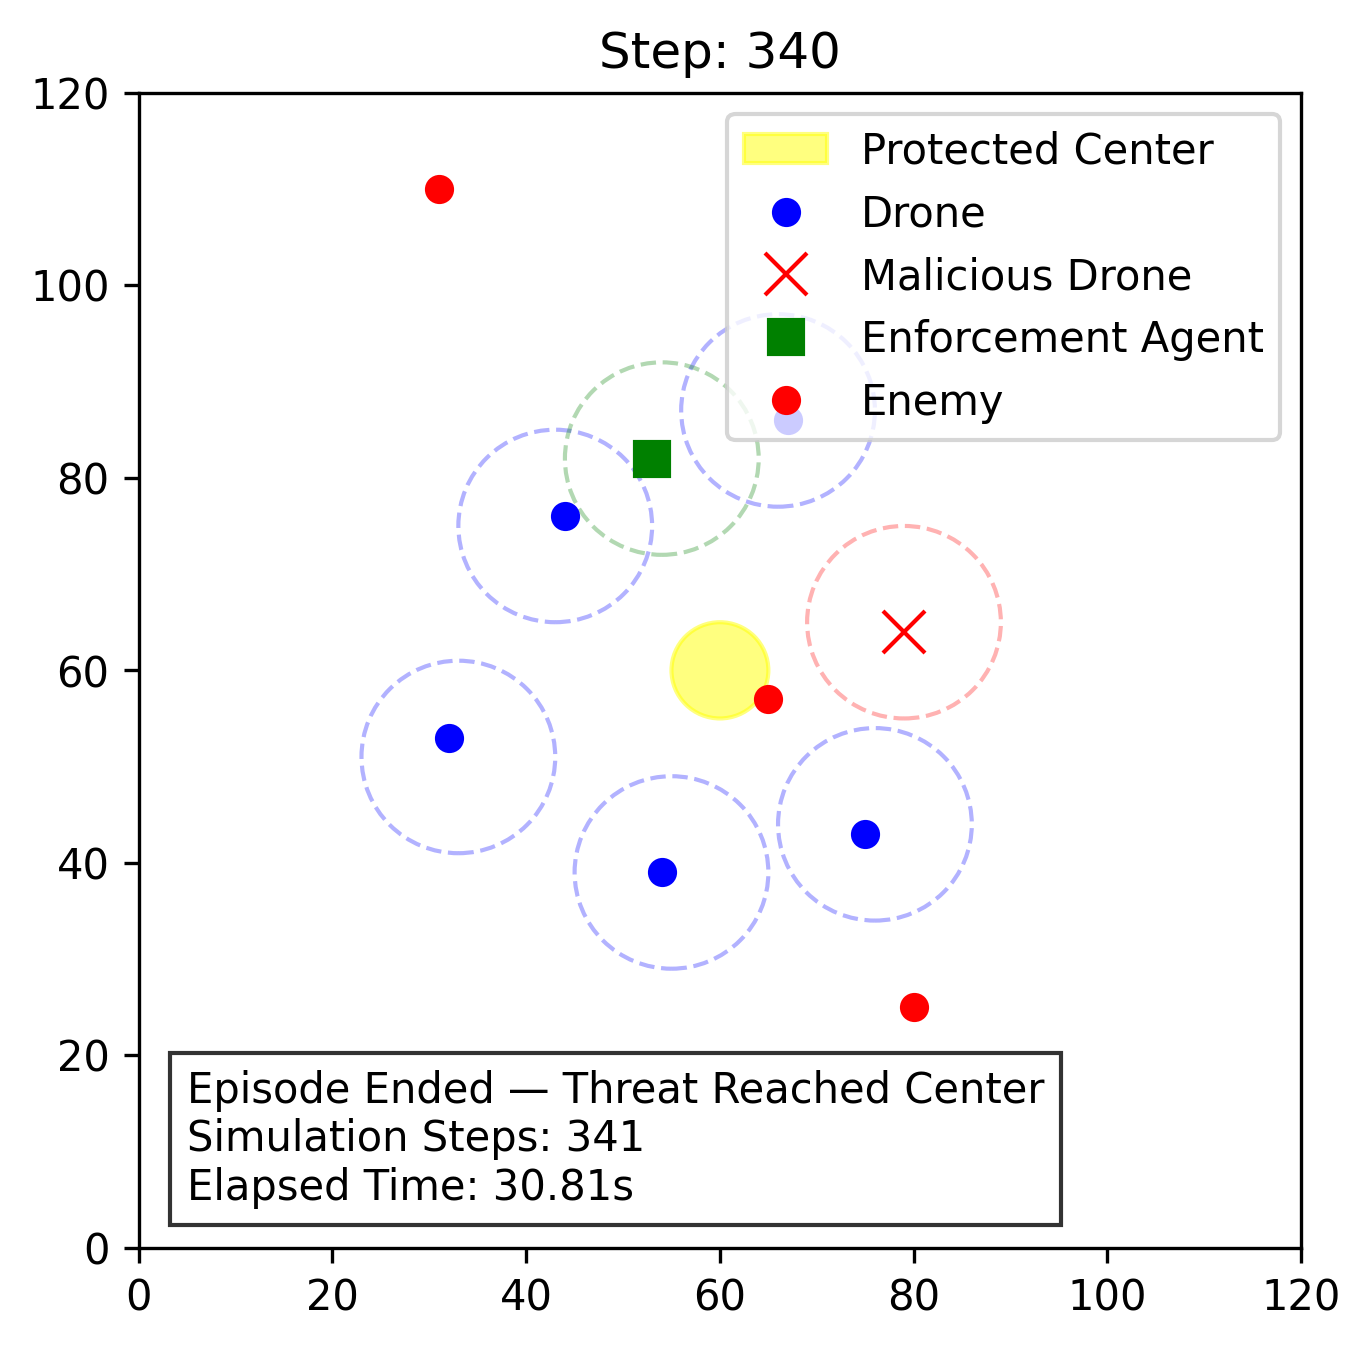 Step: 340
120
100
80
60
40
20
0
0 20 40 60 80 100 120
Protected Center
Drone
Malicious Drone
Enforcement Agent
Enemy
Episode Ended — Threat Reached Center
Simulation Steps: 341
Elapsed Time: 30.81s